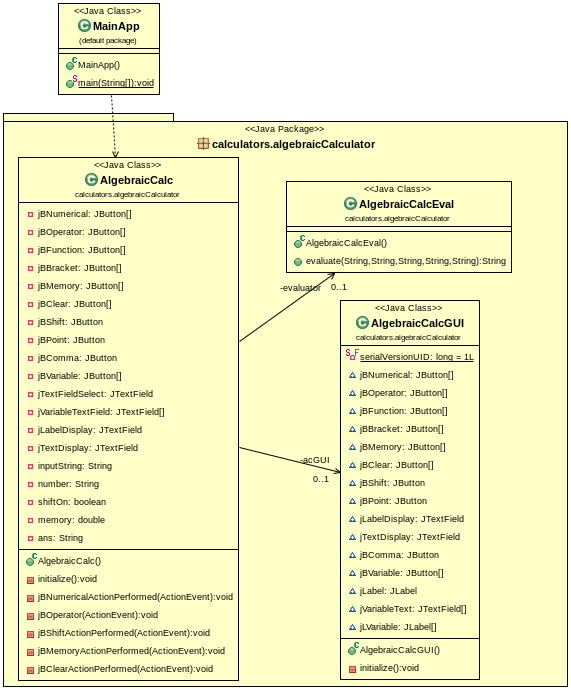 <<Java Class>>
MainApp
(default package)
MainApp()
main(String[]):void
<<Java Package>>
calculators.algebraicCalculator
<<Java Class>>
AlgebraicCalc
calculators.algebraicCalculator
jBNumerical: JButton[]
jBOperator: JButton[]
jBFunction: JButton[]
jBBracket: JButton[]
jBMemory: JButton[]
jBClear: JButton[]
jBShift: JButton
jBPoint: JButton
jBComma: JButton
jBVariable: JButton[]
jTextFieldSelect: JTextField
jVariableTextField: JTextField[]
jLabelDisplay: JTextField
jTextDisplay: JTextField
inputString: String
number: String
shiftOn: boolean
memory: double
ans: String
AlgebraicCalc()
initialize():void
jBNumericalActionPerformed(ActionEvent):void
jBOperator(ActionEvent):void
jBShiftActionPerformed(ActionEvent):void
jBMemoryActionPerformed(ActionEvent):void
jBClearActionPerformed(ActionEvent):void
<<Java Class>>
AlgebraicCalcEval
calculators.algebraicCalculator
AlgebraicCalcEval()
evaluate(String,String,String,String,String):String
-evaluator
0..1
<<Java Class>>
AlgebraicCalcGUI
calculators.algebraicCalculator
serialVersionUID: long = 1L
jBNumerical: JButton[]
jBOperator: JButton[]
jBFunction: JButton[]
jBBracket: JButton[]
jBMemory: JButton[]
jBClear: JButton[]
jBShift: JButton
jBPoint: JButton
jLabelDisplay: JTextField
jTextDisplay: JTextField
jBComma: JButton
jBVariable: JButton[]
jLabel: JLabel
jVariableText: JTextField[]
jLVariable: JLabel[]
AlgebraicCalcGUI()
initialize():void
-acGUI
0..1